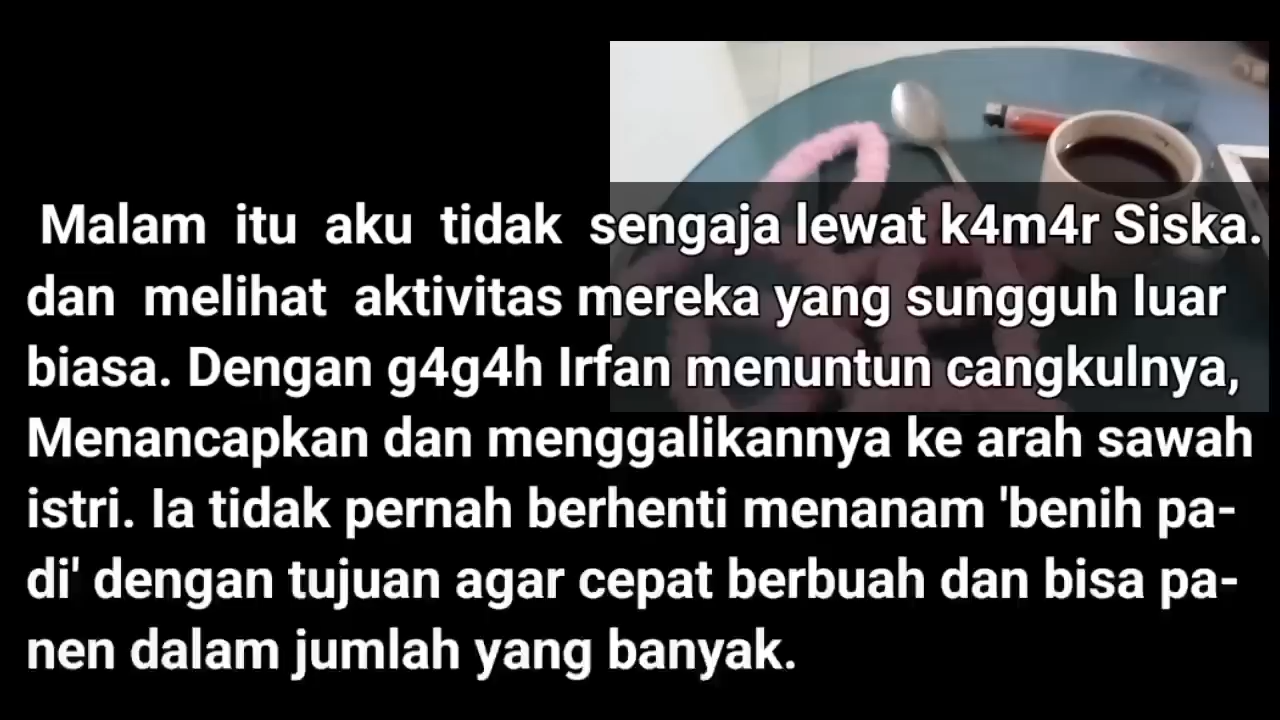 Malam itu aku tidak sengaja lewat k4m4r Siska.
dan melihat aktivitas mereka yang sungguh luar
biasa. Dengan g4g4h Irfan menuntun cangkulnya,
Menancapkan dan menggalikannya ke arah sawah
istri. Ia tidak pernah berhenti menanam 'benih pa-
di' dengan tujuan agar cepat berbuah dan bisa pa-
nen dalam jumlah yang banyak.